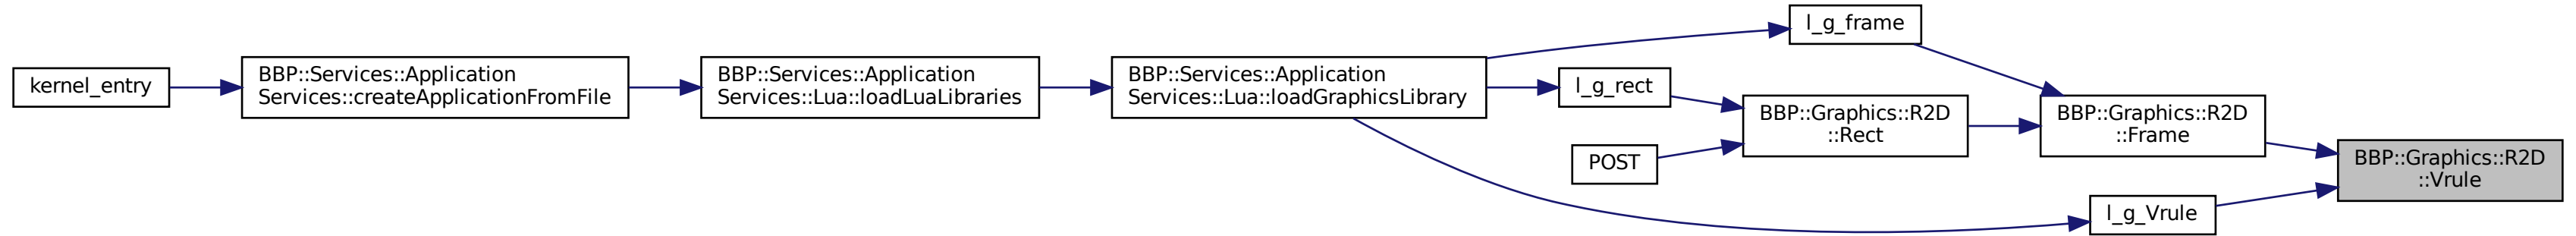 kernel_entry
BBP::Services::Application
Services::createApplicationFromFile
BBP::Services::Application
Services::Lua::loadLuaLibraries
BBP::Services::Application
Services::Lua::loadGraphicsLibrary
l_g_frame
l_g_rect
POST
BBP::Graphics::R2D
::Rect
BBP::Graphics::R2D
::Frame
l_g_Vrule
BBP::Graphics::R2D
::Vrule